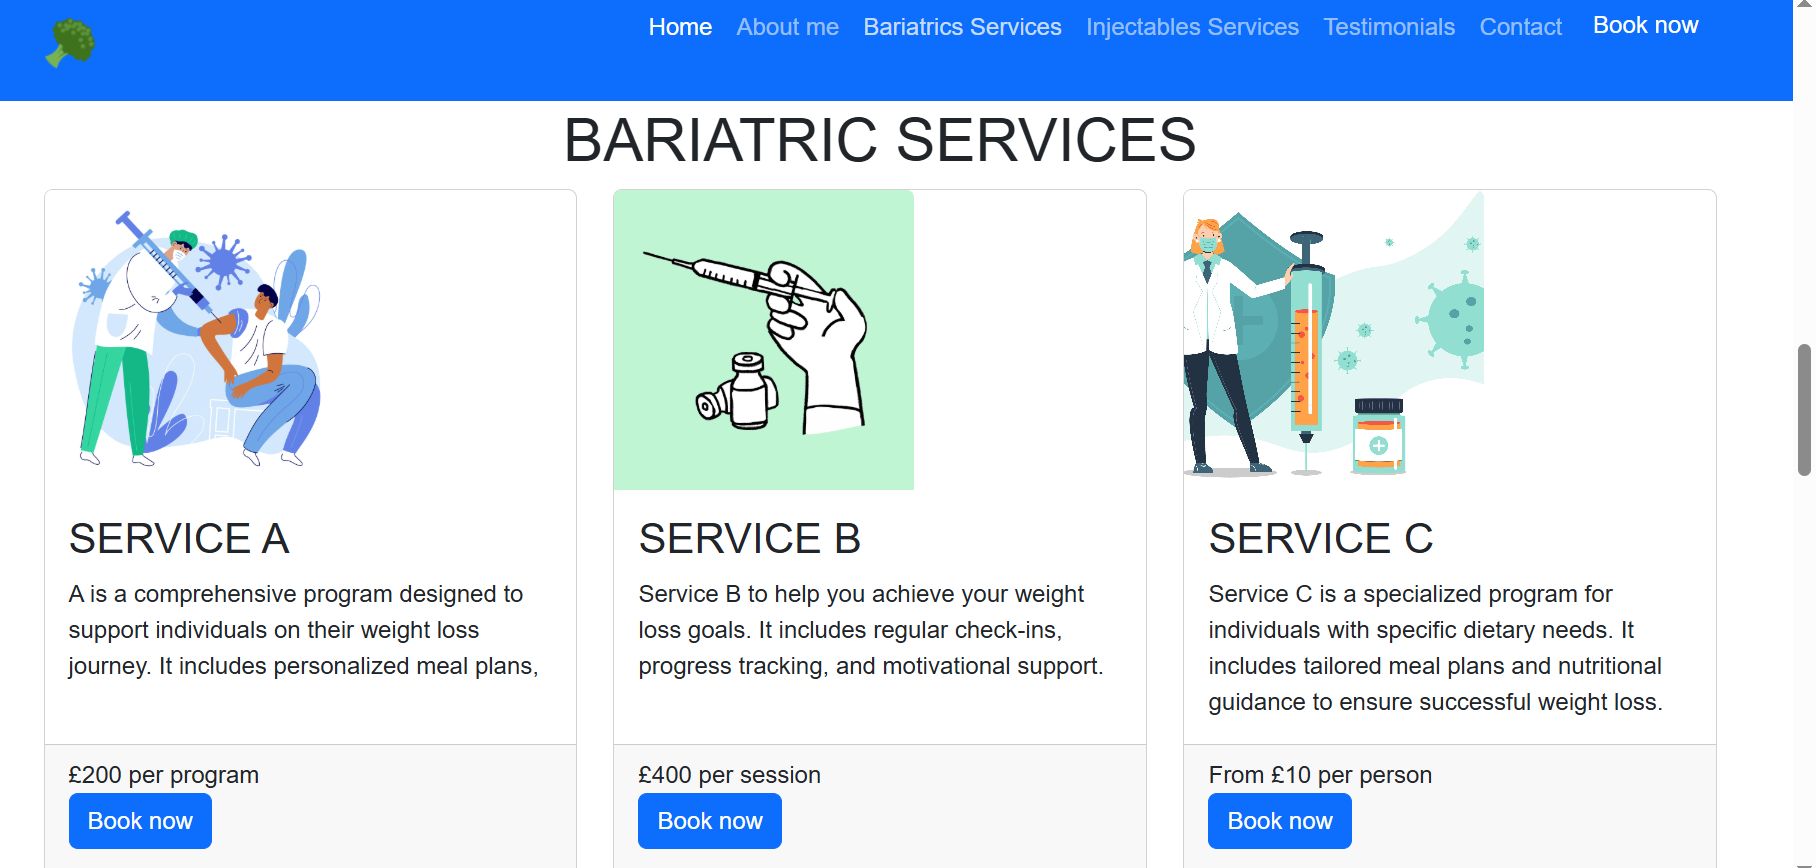 Home About me Bariatrics Services Injectables Services Testimonials Contact Book now
BARIATRIC SERVICES
SERVICE A
A is a comprehensive program designed to
support individuals on their weight loss
journey. It includes personalized meal plans,
£200 per program
Book now
SERVICE B
Service B to help you achieve your weight
loss goals. It includes regular check-ins,
progress tracking, and motivational support.
£400 per session
Book now
SERVICE C
Service C is a specialized program for
individuals with specific dietary needs. It
includes tailored meal plans and nutritional
guidance to ensure successful weight loss.
From £10 per person
Book now